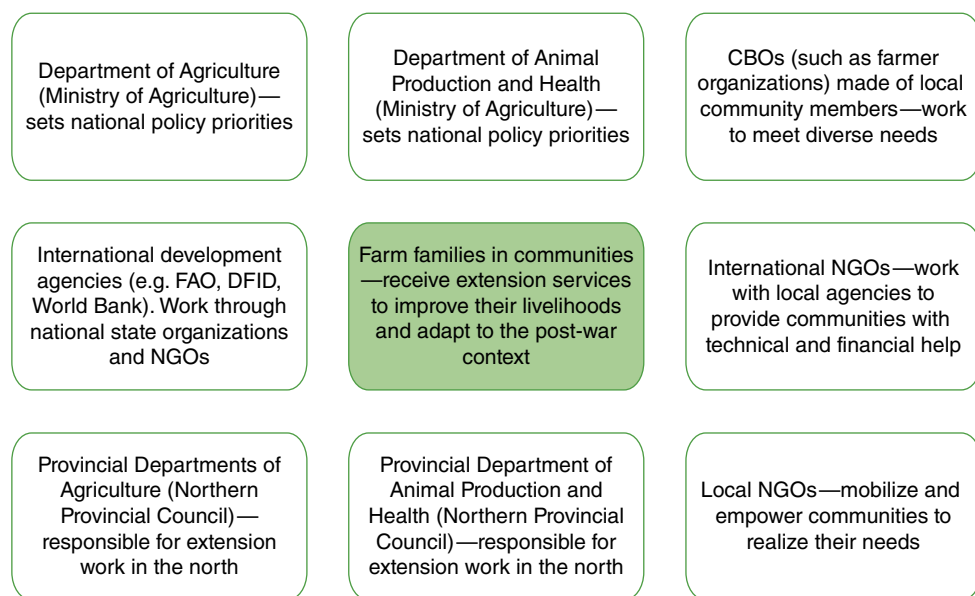 Department of Agriculture
(Ministry of Agriculture)—
sets national policy priorities
Department of Animal
Production and Health
(Ministry of Agriculture)—
sets national policy priorities
CBOs (such as farmer
organizations) made of local
community members—work
to meet diverse needs
International development
agencies (e.g. FAO, DFID,
World Bank). Work through
national state organizations
and NGOs
Farm families in communities
—receive extension services
to improve their livelihoods
and adapt to the post-war
context
International NGOs—work
with local agencies to
provide communities with
technical and financial help
Provincial Departments of
Agriculture (Northern
Provincial Council)—
responsible for extension
work in the north
Provincial Department of
Animal Production and
Health (Northern Provincial
Council)—responsible for
extension work in the north
Local NGOs—mobilize and
empower communities to
realize their needs